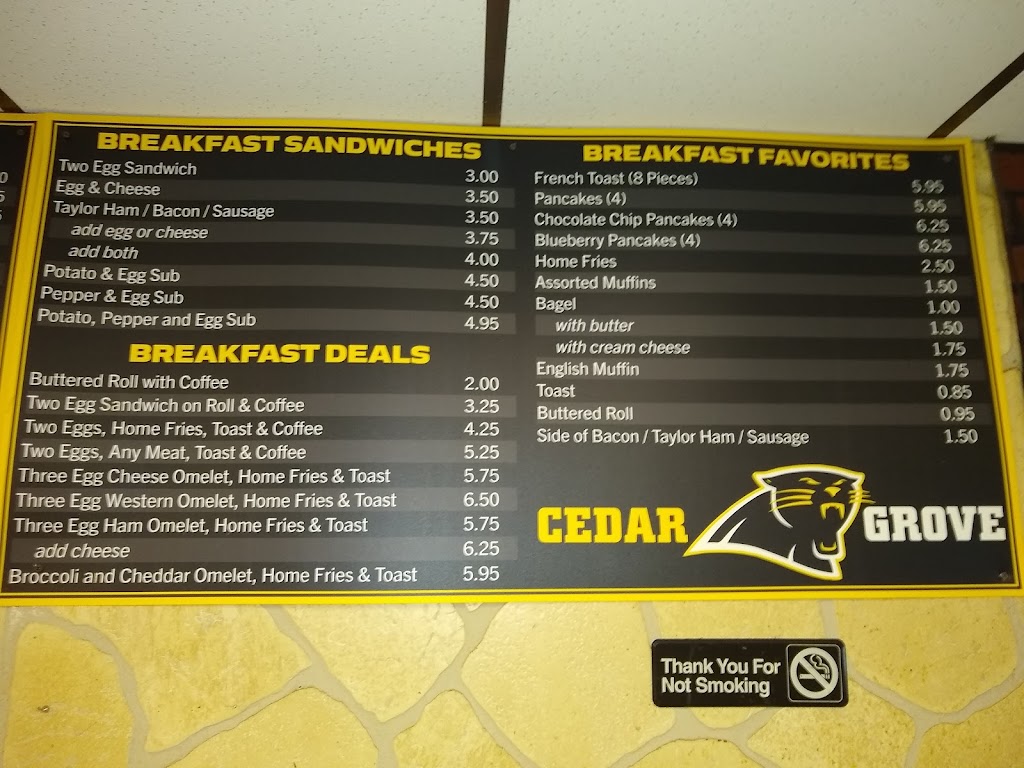 BREAKFAST SANDWICHES
Two Egg Sandwich 3.00
Egg & Cheese 3.50
Taylor Ham / Bacon / Sausage 3.50
add egg or cheese 3.75
add both 4.00
Potato & Egg Sub 4.50
Pepper & Egg Sub 4.50
Potato, Pepper and Egg Sub 4.95
BREAKFAST DEALS
Buttered Roll with Coffee 2.00
Two Egg Sandwich on Roll & Coffee 3.25
Two Eggs, Home Fries, Toast & Coffee 4.25
Two Eggs, Any Meat, Toast & Coffee 5.25
Three Egg Cheese Omelet, Home Fries & Toast 5.75
Three Egg Western Omelet, Home Fries & Toast 6.50
Three Egg Ham Omelet, Home Fries & Toast 5.75
add cheese 6.25
Broccoli and Cheddar Omelet, Home Fries & Toast 5.95
BREAKFAST FAVORITES
French Toast (8 Pieces) 5.95
Pancakes (4) 5.95
Chocolate Chip Pancakes (4) 6.25
Blueberry Pancakes (4) 6.25
Home Fries 2.50
Assorted Muffins 1.50
Bagel 1.00
with butter 1.50
with cream cheese 1.75
English Muffin 1.75
Toast 0.85
Buttered Roll 0.95
Side of Bacon / Taylor Ham / Sausage 1.50
CEDAR GROVE
Thank You For
Not Smoking